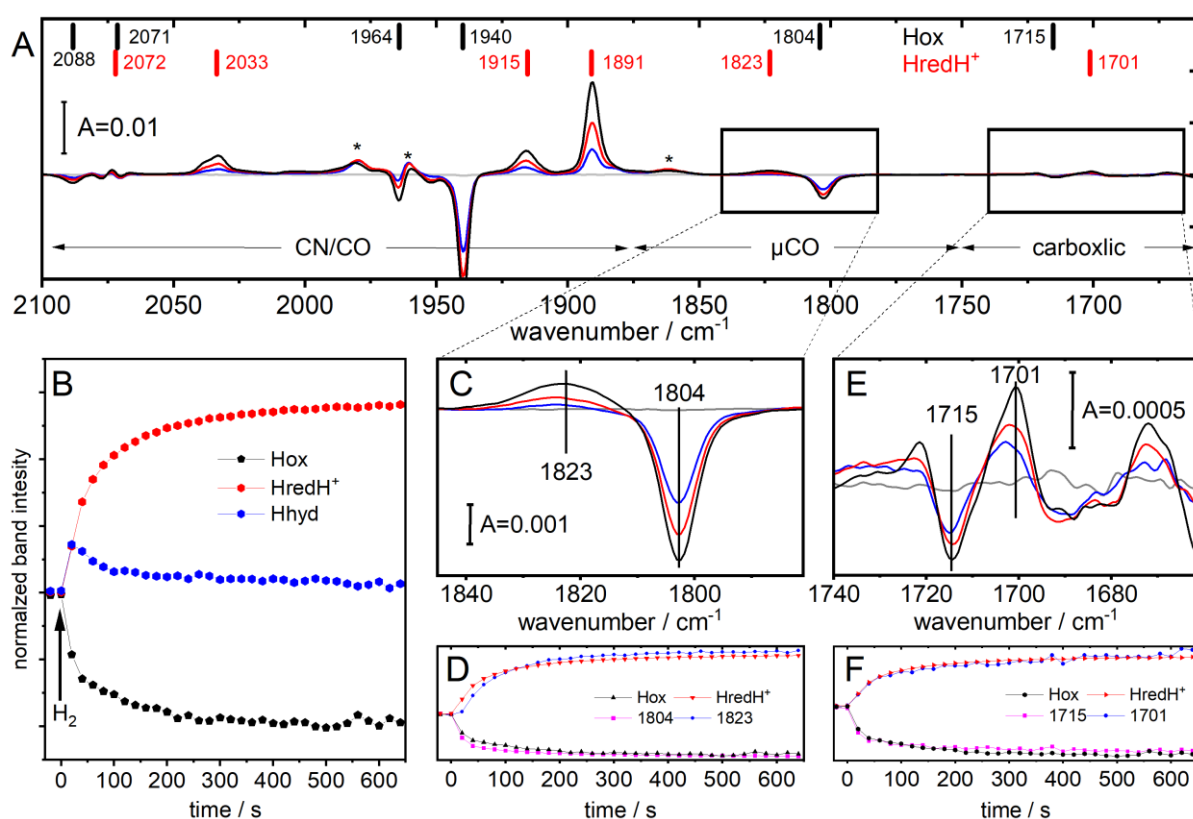 A
2088
2071
1964
1940
1804
Hox
1715
2072
2033
1915
1891
1823
HredH⁺
1701
A=0.01
*
*
*
CN/CO
µCO
carboxlic
2100 2050 2000 1950 1900 1850 1800 1750 1700
wavenumber / cm⁻¹
B
normalized band intesity
Hox
HredH⁺
Hhyd
H₂
0 100 200 300 400 500 600
time / s
C
1804
1823
A=0.001
1840 1820 1800
wavenumber / cm⁻¹
E
1701
1715
A=0.0005
1740 1720 1700 1680
wavenumber / cm⁻¹
D
Hox HredH⁺
1804 1823
0 100 200 300 400 500 600
time / s
F
Hox HredH⁺
1715 1701
0 100 200 300 400 500 600
time / s